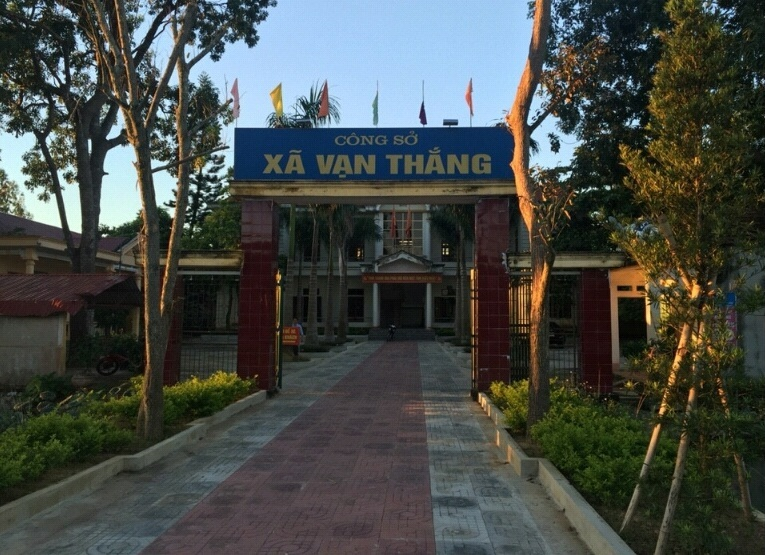 CÔNG SỞ
XÃ VẠN THẮNG